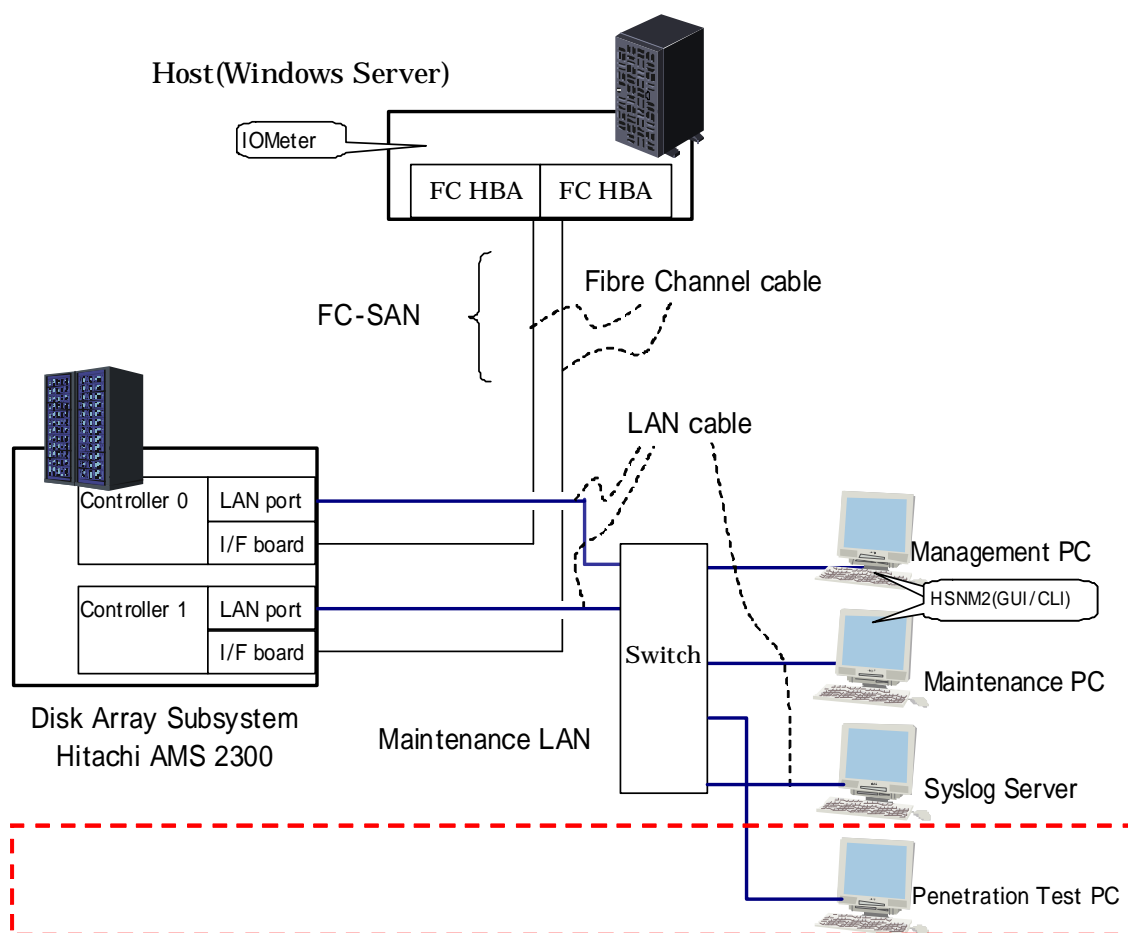 Host(Windows Server)
IOMeter
FC HBA
FC HBA
Fibre Channel cable
FC-SAN
LAN cable
Controller 0
LAN port
I/F board
Management PC
HSNM2(GUI/CLI)
Controller 1
LAN port
I/F board
Switch
Maintenance PC
Disk Array Subsystem
Hitachi AMS 2300
Maintenance LAN
Syslog Server
Penetration Test PC